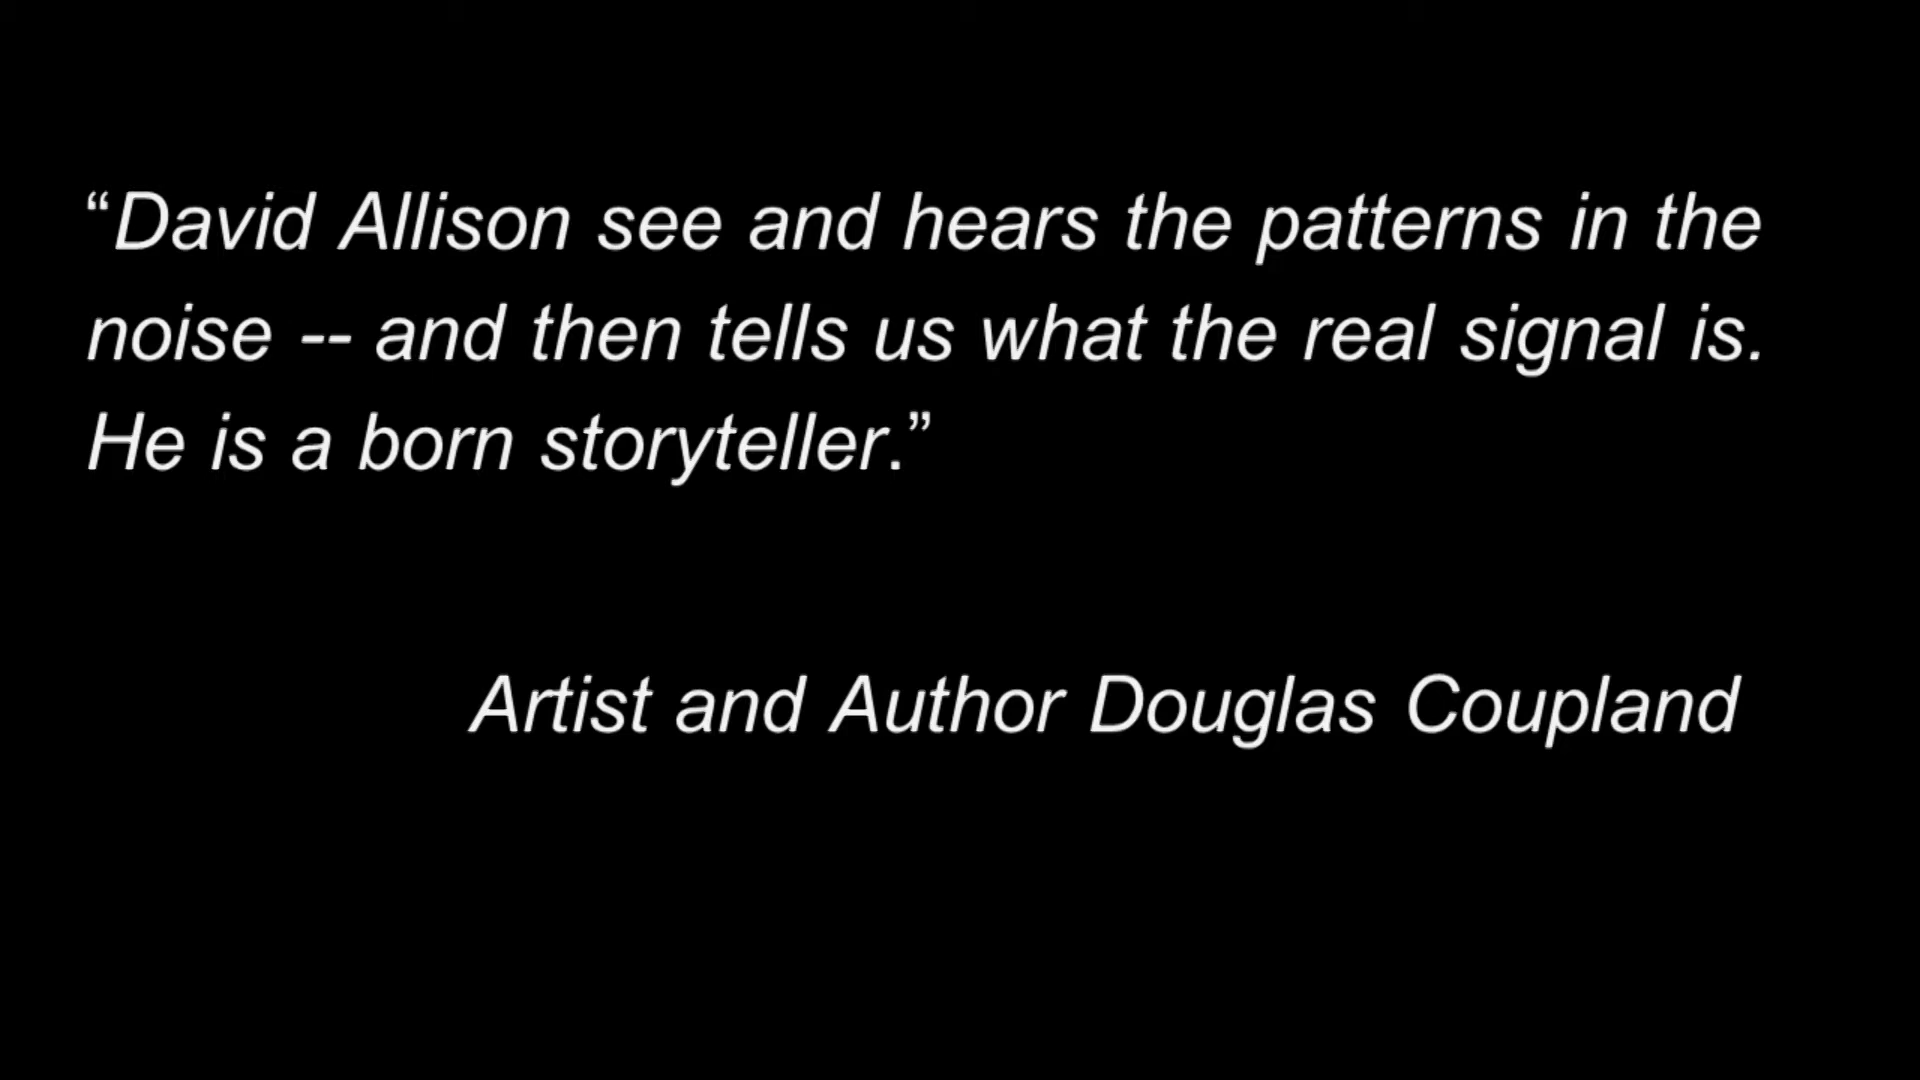 “David Allison see and hears the patterns in the
noise -- and then tells us what the real signal is.
He is a born storyteller.”
Artist and Author Douglas Coupland